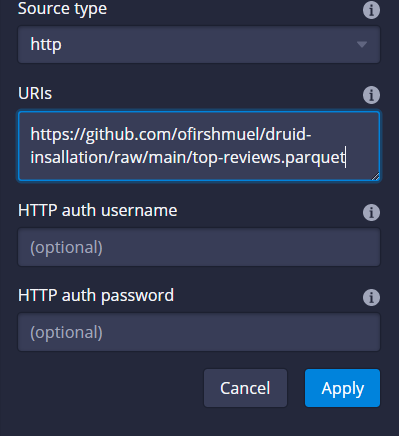 Source type
http
URIs
https://github.com/ofirshmuel/druid-
insallation/raw/main/top-reviews.parquet
HTTP auth username
(optional)
HTTP auth password
(optional)
Cancel
Apply